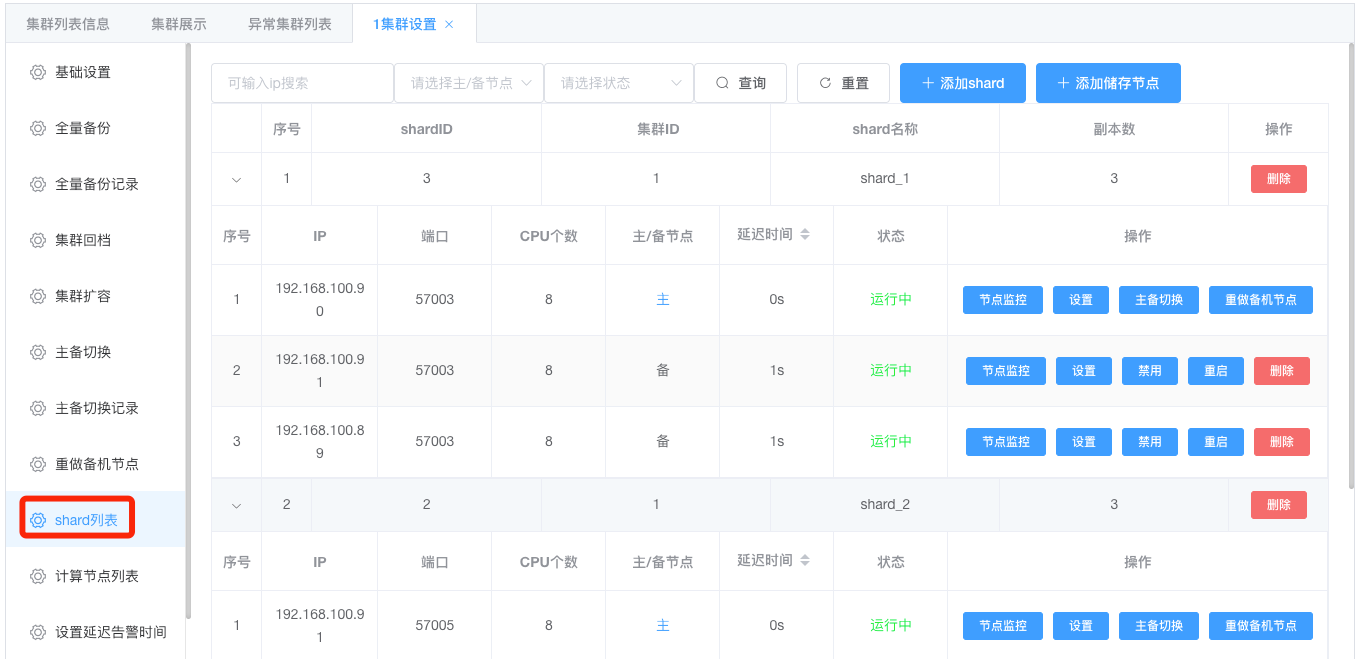 集群列表信息 集群展示 异常集群列表 1集群设置 ×
基础设置
全量备份
全量备份记录
集群回档
集群扩容
主备切换
主备切换记录
重做备机节点
shard列表
计算节点列表
设置延迟告警时间
可输入ip搜索 请选择主/备节点 请选择状态 查询 重置 + 添加shard + 添加储存节点
序号 shardID 集群ID shard名称 副本数 操作
1 3 1 shard_1 3 删除
序号 IP 端口 CPU个数 主/备节点 延迟时间 状态 操作
1 192.168.100.9 57003 8 主 0s 运行中 节点监控 设置 主备切换 重做备机节点
0
2 192.168.100.9 57003 8 备 1s 运行中 节点监控 设置 禁用 重启 删除
1
3 192.168.100.8 57003 8 备 1s 运行中 节点监控 设置 禁用 重启 删除
9
2 2 1 shard_2 3 删除
序号 IP 端口 CPU个数 主/备节点 延迟时间 状态 操作
1 192.168.100.9 57005 8 主 0s 运行中 节点监控 设置 主备切换 重做备机节点
1